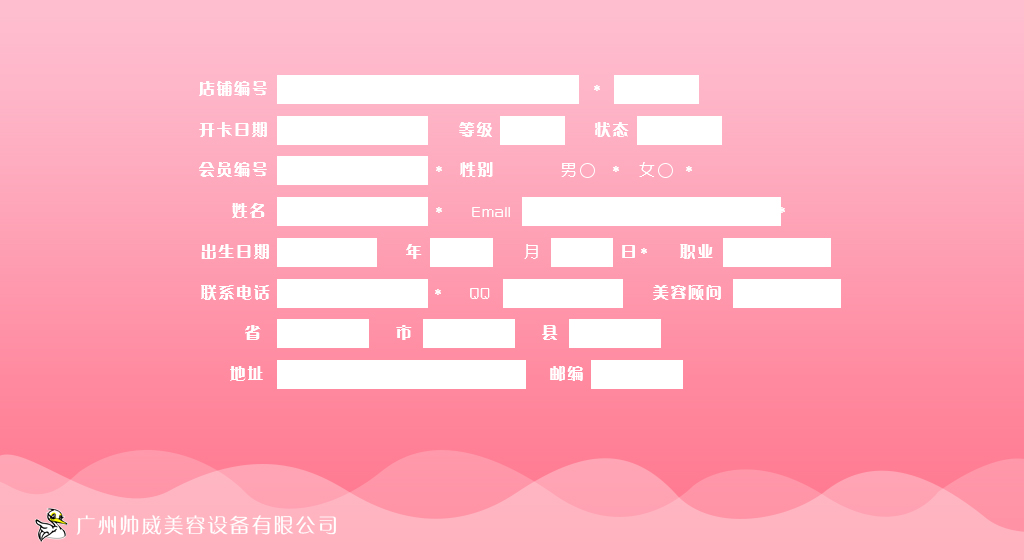 店铺编号 *
开卡日期 等级 状态
会员编号 * 性别 男〇 * 女〇 *
姓名 * Email *
出生日期 年 月 日* 职业
联系电话 * QQ 美容顾问
省 市 县
地址 邮编
广州帅威美容设备有限公司